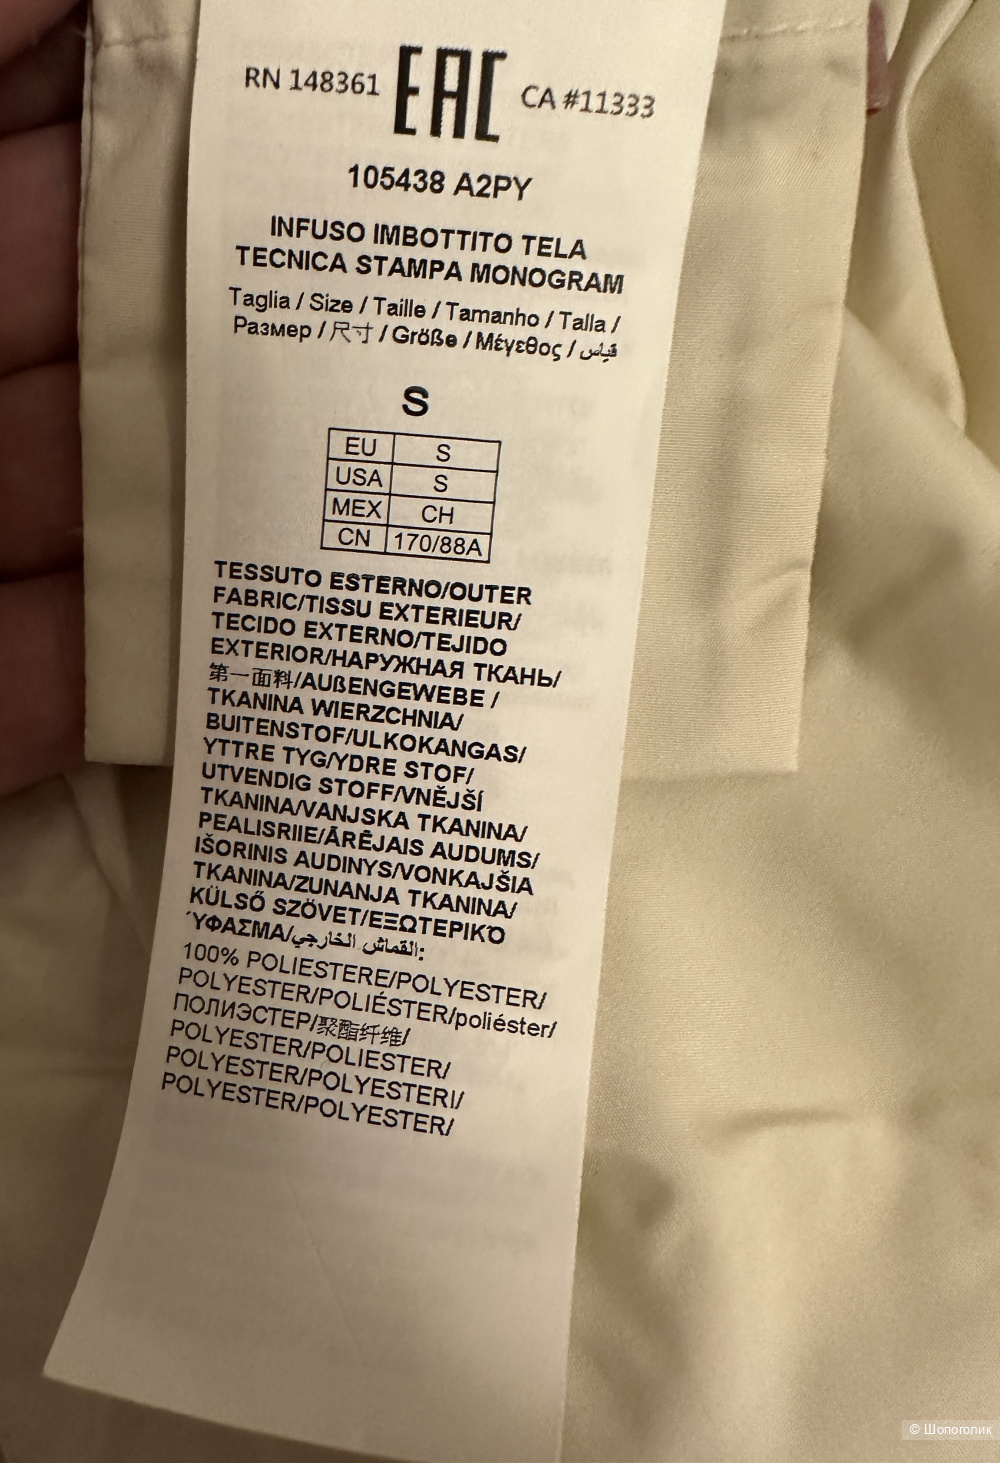 RN 148361 EAC CA #11333
105438 A2PY
INFUSO IMBOTTITO TELA
TECNICA STAMPA MONOGRAM
Taglia / Size / Taille / Tamanho / Talla /
Размер / 尺寸 / Größe / Μέγεθος / قياس
S
EU S
USA S
MEX CH
CN 170/88A
TESSUTO ESTERNO/OUTER
FABRIC/TISSU EXTERIEUR/
TECIDO EXTERNO/TEJIDO
EXTERIOR/НАРУЖНАЯ ТКАНЬ/
第一面料/AUßENGEWEBE /
TKANINA WIERZCHNIA/
BUITENSTOF/ULKOKANGAS/
YTTRE TYG/YDRE STOF/
UTVENDIG STOFF/VNĚJŠÍ
TKANINA/VANJSKA TKANINA/
PEALISRIIE/ĀRĒJAIS AUDUMS/
IŠORINIS AUDINYS/VONKAJŠIA
TKANINA/ZUNANJA TKANINA/
KÜLSŐ SZÖVET/ΕΞΩΤΕΡΙΚΌ
ΎΦΑΣΜΑ/القماش الخارجي:
100% POLIESTERE/POLYESTER/
POLYESTER/POLIÉSTER/poliéster/
ПОЛИЭСТЕР/聚酯纤维/
POLYESTER/POLIESTER/
POLYESTER/POLYESTERI/
POLYESTER/POLYESTER/
© Шопоголик